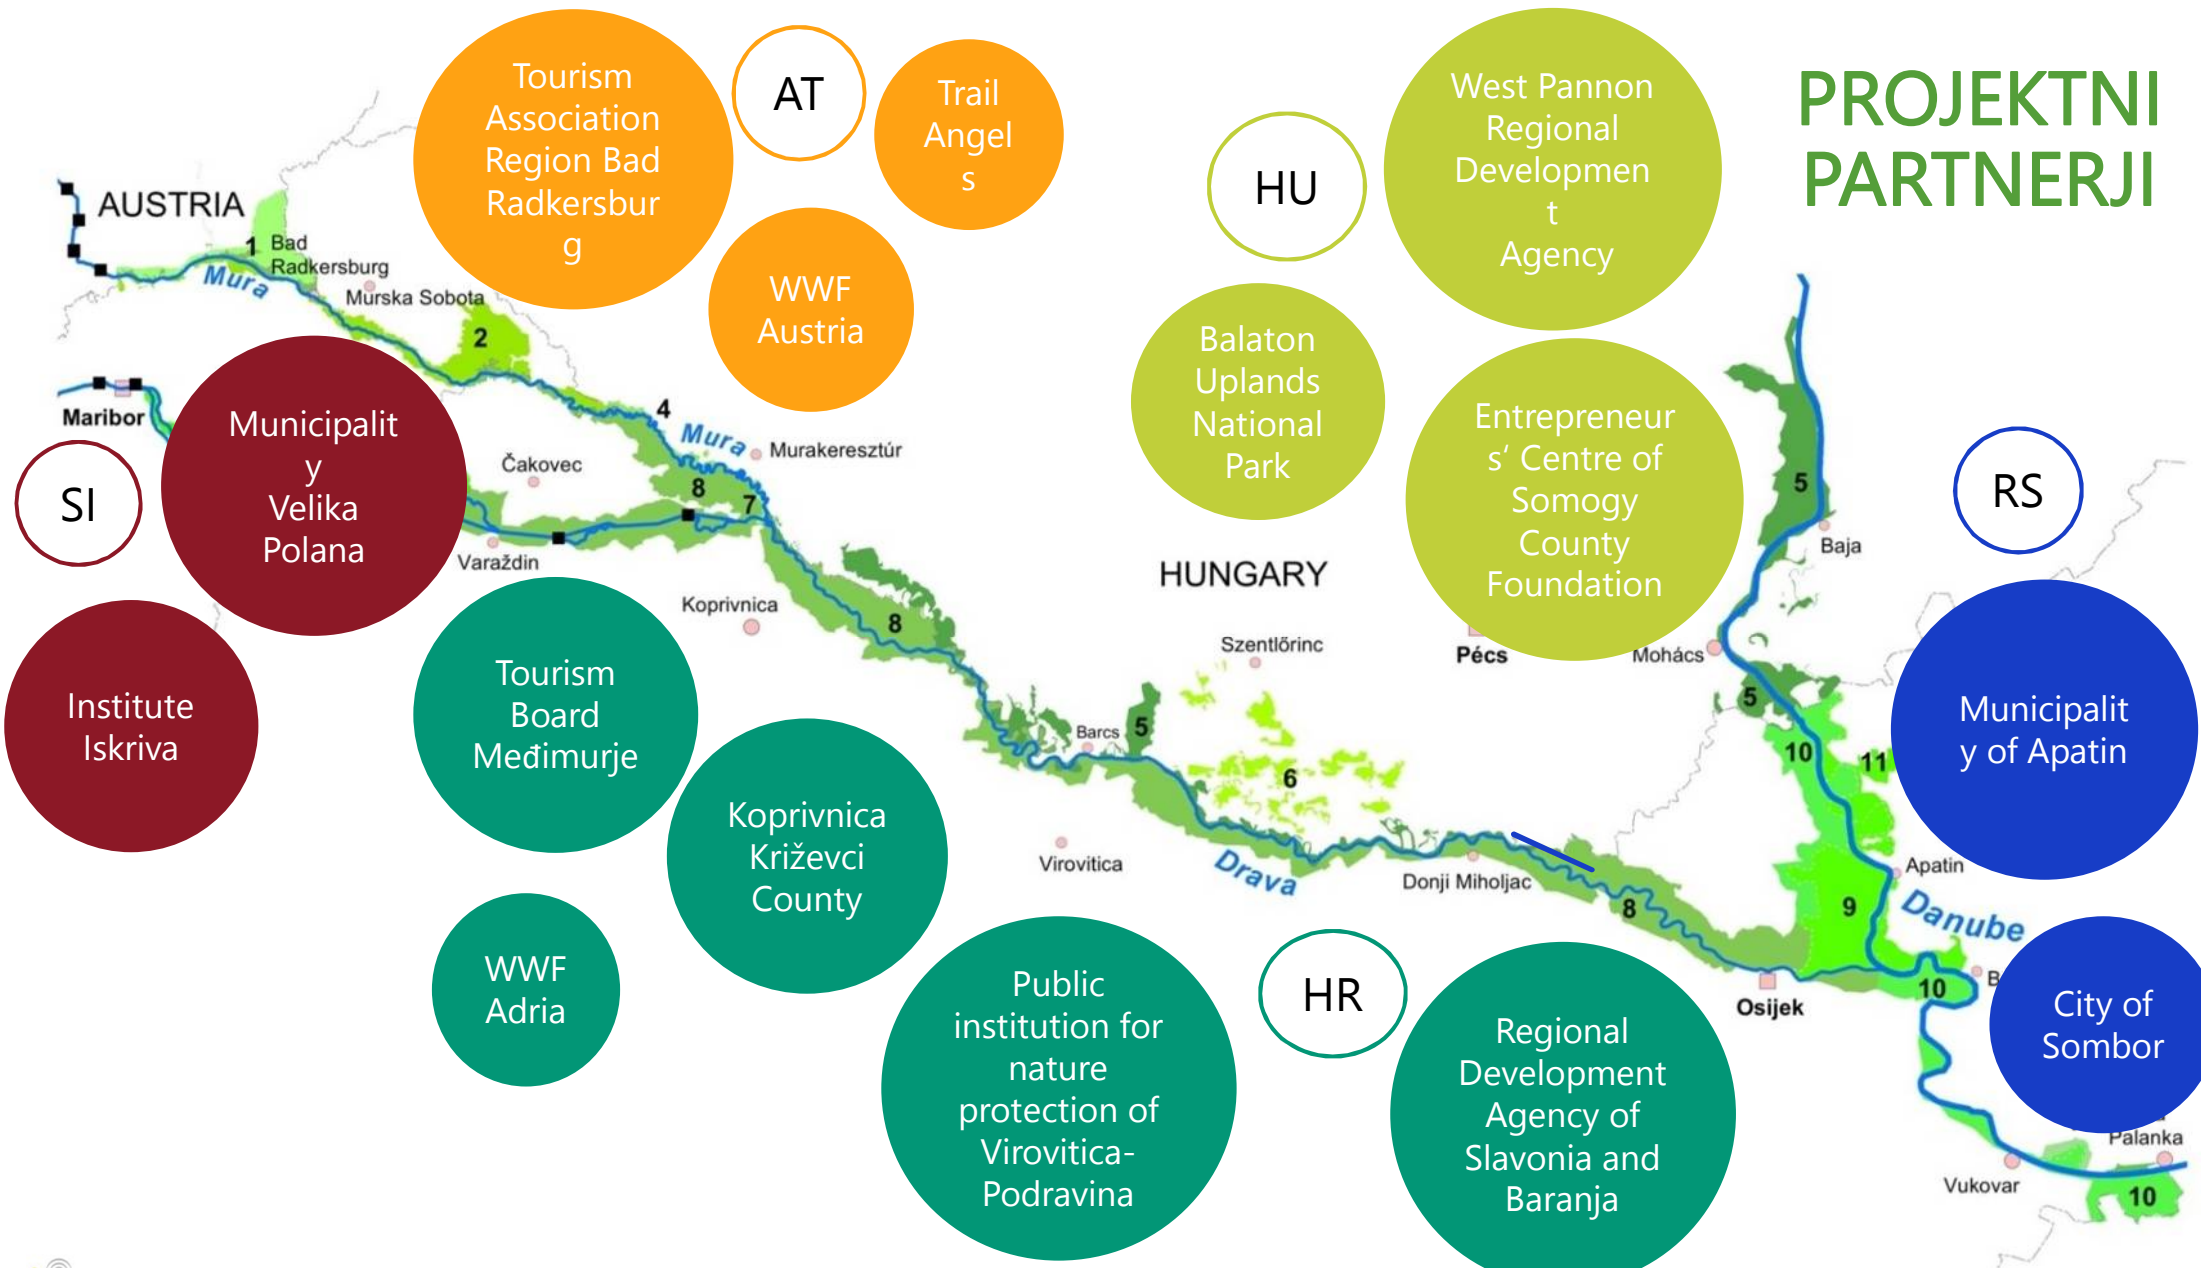 PROJEKTNI
PARTNERJI
Tourism
Association
Region Bad
Radkersbur
g
AT
Trail
Angel
s
WWF
Austria
HU
West Pannon
Regional
Developmen
t
Agency
Balaton
Uplands
National
Park
Entrepreneur
s‘ Centre of
Somogy
County
Foundation
SI
Municipalit
y
Velika
Polana
Institute
Iskriva
Tourism
Board
Međimurje
Koprivnica
Križevci
County
WWF
Adria
Public
institution for
nature
protection of
Virovitica-
Podravina
HR
Regional
Development
Agency of
Slavonia and
Baranja
RS
Municipalit
y of Apatin
City of
Sombor
AUSTRIA
1
Bad
Radkersburg
Mura
Murska Sobota
2
Maribor
4
Mura
Murakeresztúr
Čakovec
8
7
Varaždin
Koprivnica
8
HUNGARY
Szentlőrinc
Pécs
Mohács
5
Baja
5
Barcs
5
6
10
11
Virovitica
Drava
Donji Miholjac
8
Apatin
9
Danube
B
10
Osijek
Palanka
Vukovar
10